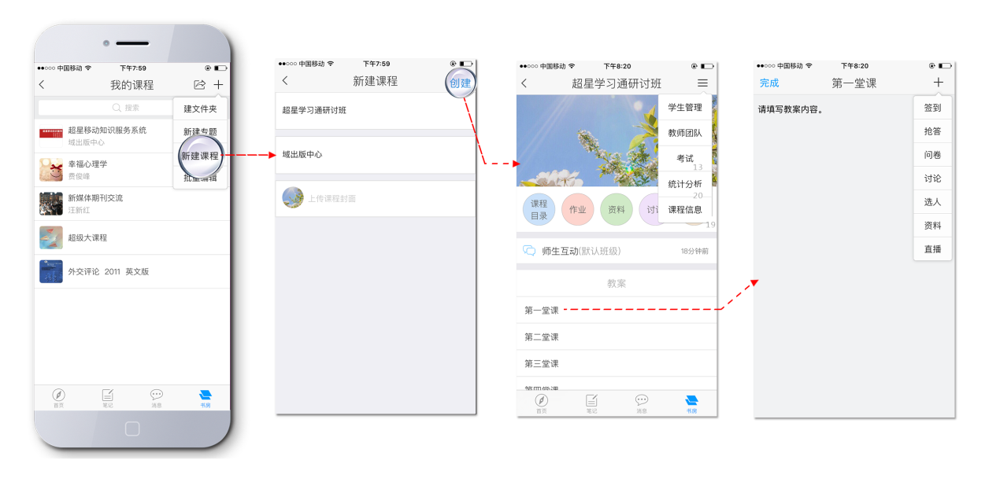 中国移动 下午7:59
我的课程
搜索
建文件夹
新建专题
新建课程
批量编辑
超星移动知识服务系统
域出版中心
幸福心理学
贾俊峰
新媒体期刊交流
汪新红
超级大课程
外交评论 2011 英文版
首页 笔记 消息 书房
中国移动 下午7:59
新建课程
创建
超星学习通研讨班
域出版中心
上传课程封面
中国移动 下午8:20
超星学习通研讨班
学生管理
教师团队
考试
13
统计分析
20
课程信息
19
课程
目录
作业
资料
讨论
师生互动(默认班级) 18分钟前
教案
第一堂课
第二堂课
第三堂课
第四堂课
首页 笔记 消息 书房
中国移动 下午8:20
完成 第一堂课
请填写教案内容。
签到
抢答
问卷
讨论
选人
资料
直播